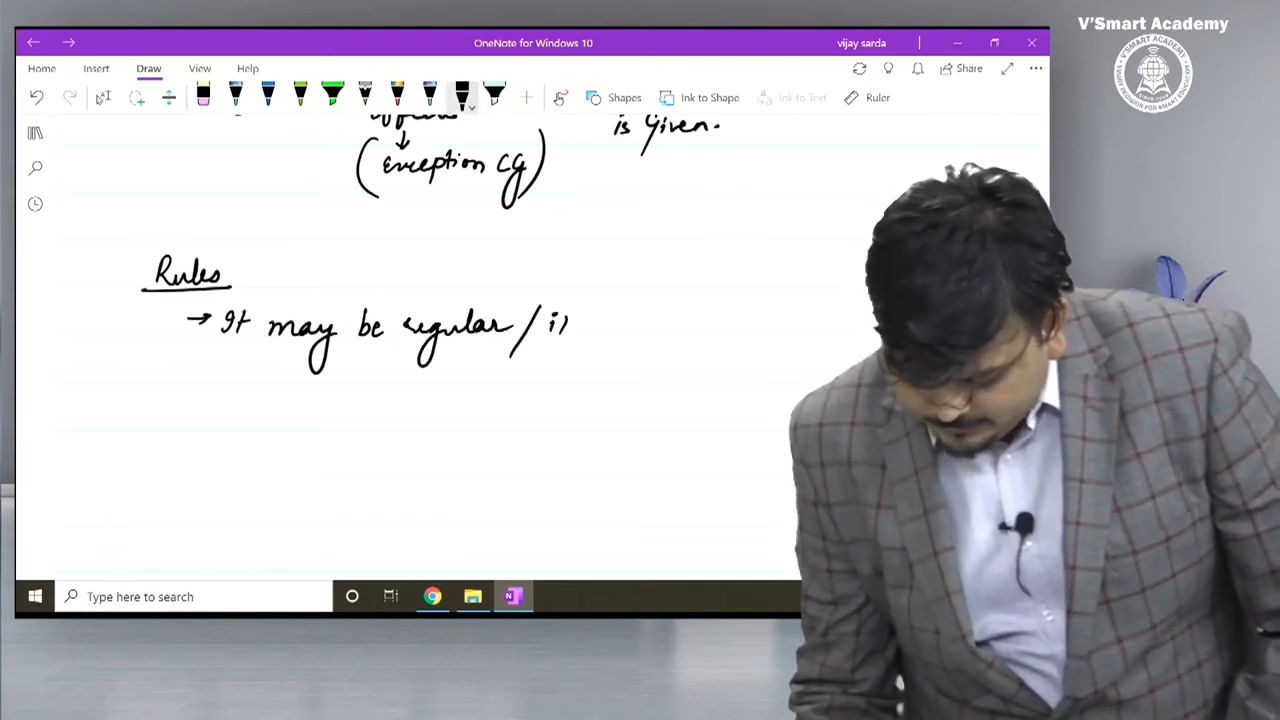 V'Smart Academy
OneNote for Windows 10
vijay sarda
Home Insert Draw View Help
Share
Shapes Ink to Shape Ink to Text Ruler
is Given.
(Exception CG)
Rules
→ It may be regular / i
Type here to search